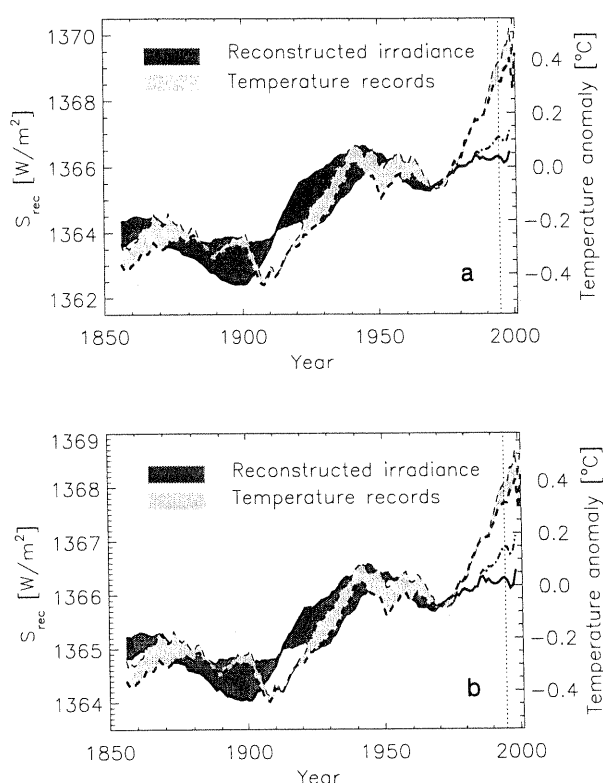 1370
1368
1366
1364
1362
S_rec [W/m²]
Reconstructed irradiance
Temperature records
0.4
0.2
0.0
−0.2
−0.4
Temperature anomaly [°C]
a
1850
1900
1950
2000
Year
1369
1368
1367
1366
1365
1364
S_rec [W/m²]
Reconstructed irradiance
Temperature records
0.4
0.2
0.0
−0.2
−0.4
Temperature anomaly [°C]
b
1850
1900
1950
2000
Year